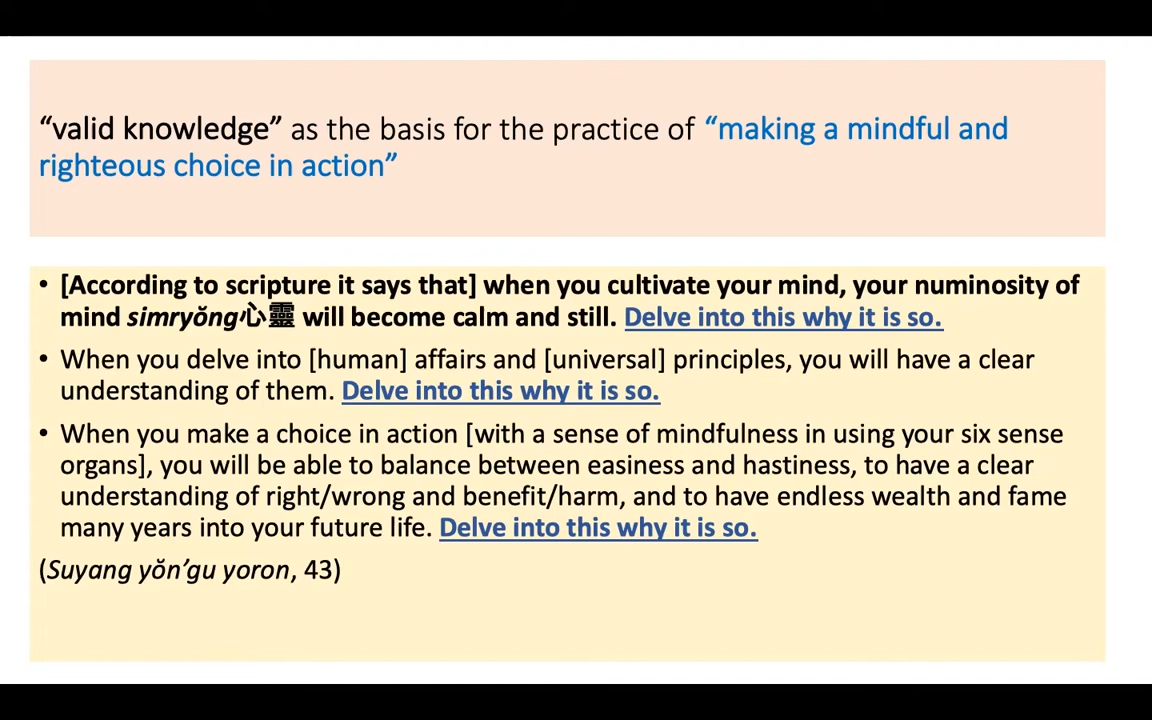 “valid knowledge” as the basis for the practice of “making a mindful and
righteous choice in action”
• [According to scripture it says that] when you cultivate your mind, your numinosity of
mind simryŏng心靈 will become calm and still. Delve into this why it is so.
• When you delve into [human] affairs and [universal] principles, you will have a clear
understanding of them. Delve into this why it is so.
• When you make a choice in action [with a sense of mindfulness in using your six sense
organs], you will be able to balance between easiness and hastiness, to have a clear
understanding of right/wrong and benefit/harm, and to have endless wealth and fame
many years into your future life. Delve into this why it is so.
(Suyang yŏn’gu yoron, 43)